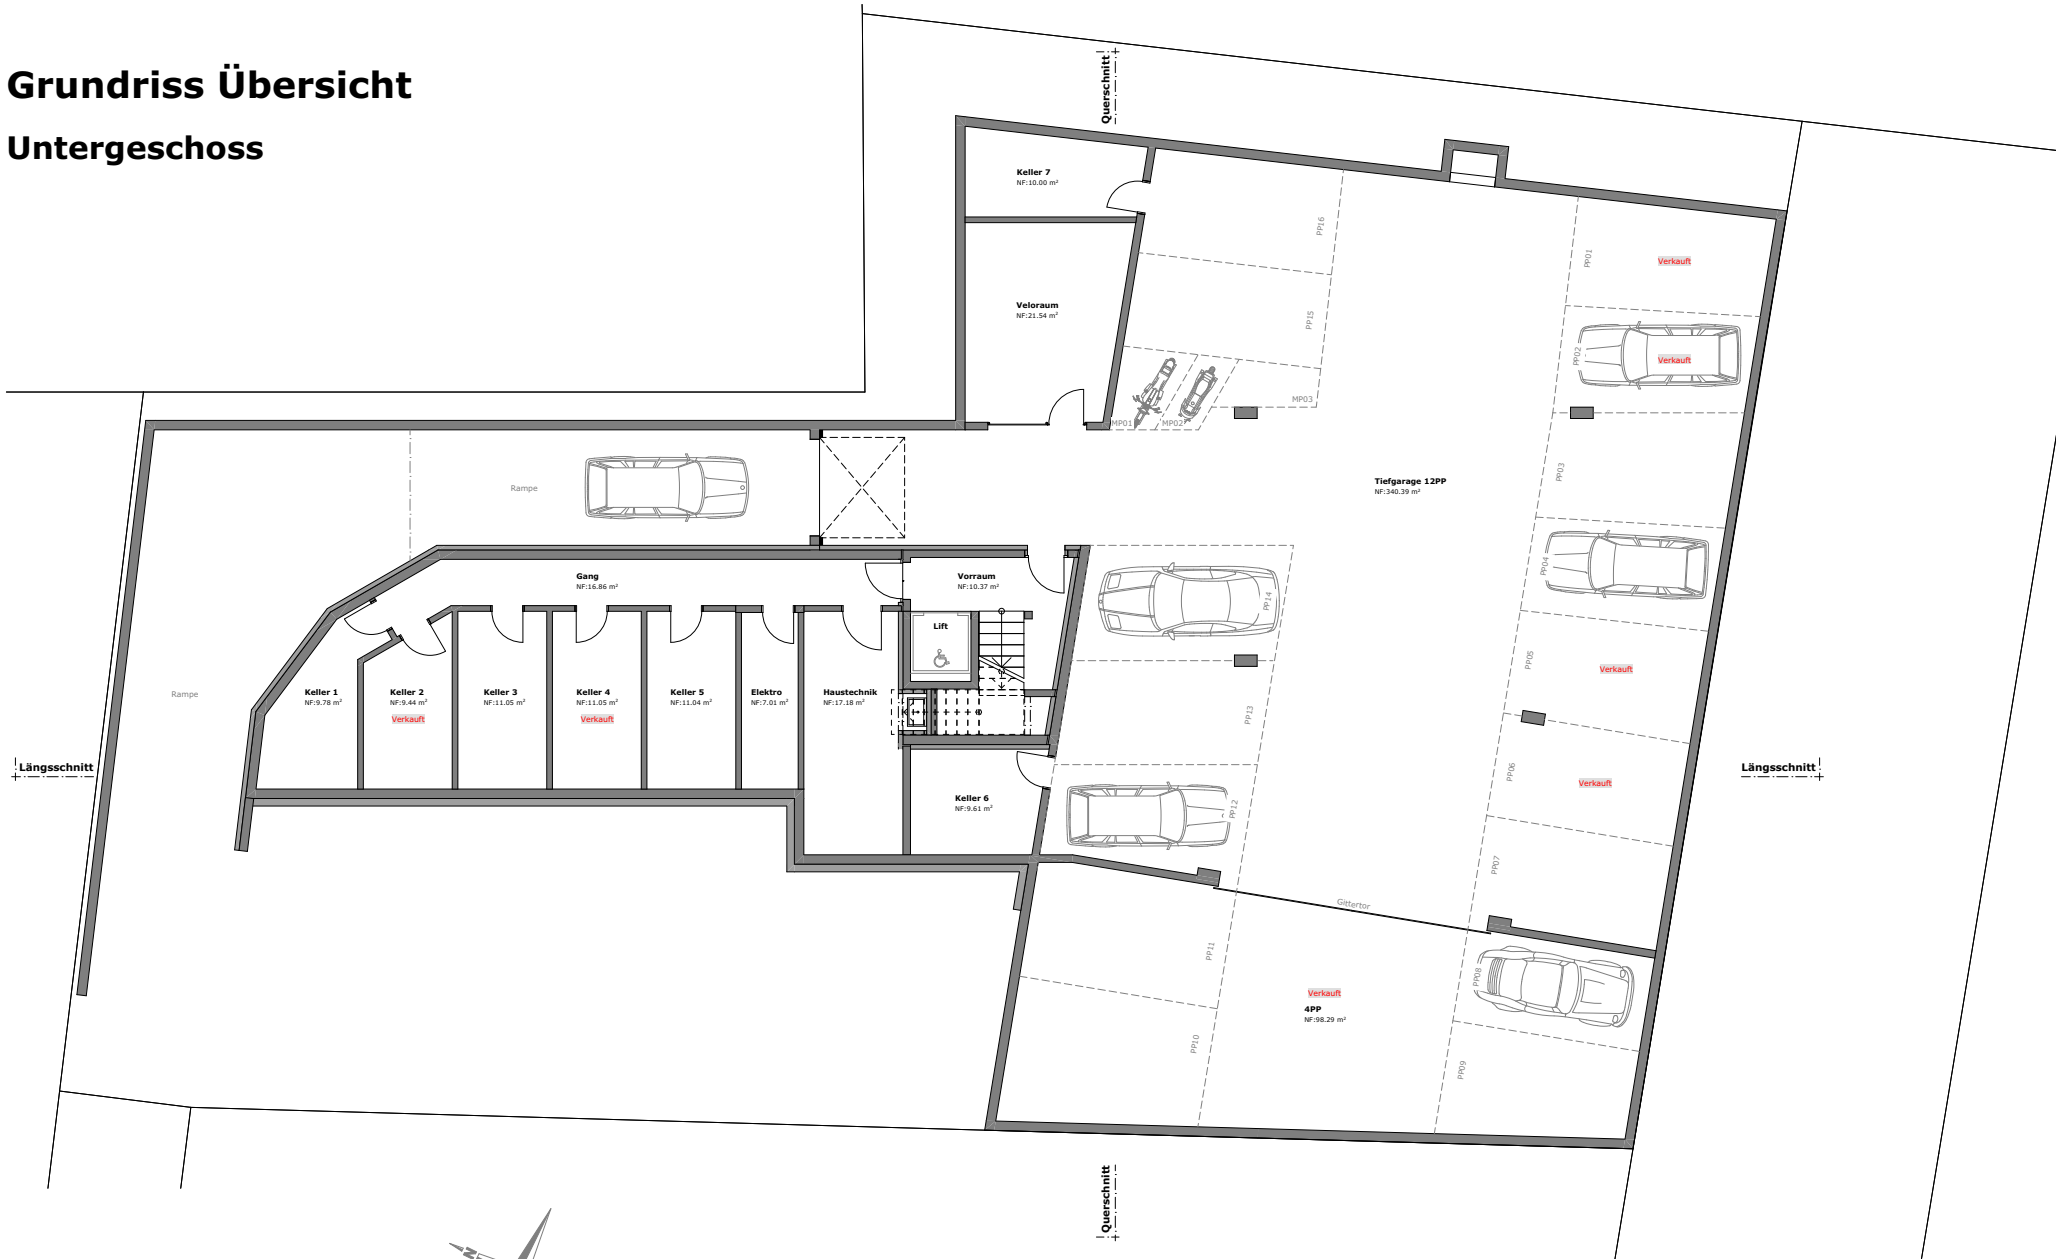 Grundriss Übersicht
Untergeschoss
Querschnitt
Keller 7
NF:10.00 m²
PP16
PP01
Verkauft
Veloraum
NF:21.54 m²
PP15
PP02
Verkauft
MP03
MP01
MP02
Rampe
PP03
Tiefgarage 12PP
NF:340.39 m²
Gang
NF:16.86 m²
Vorraum
NF:10.37 m²
PP04
PP14
Lift
PP05
Verkauft
Rampe
Keller 1
NF:9.78 m²
Keller 2
NF:9.44 m²
Verkauft
Keller 3
NF:11.05 m²
Keller 4
NF:11.05 m²
Verkauft
Keller 5
NF:11.04 m²
Elektro
NF:7.01 m²
Haustechnik
NF:17.18 m²
PP13
Längsschnitt
PP06
Verkauft
Längsschnitt
Keller 6
NF:9.61 m²
PP12
PP07
Gittertor
PP11
PP08
Verkauft
4PP
NF:98.29 m²
PP10
PP09
Querschnitt
N